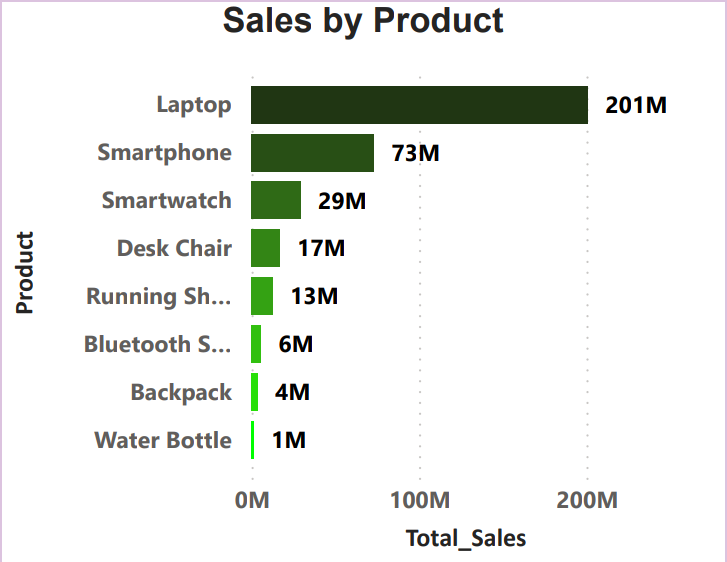 Sales by Product
Product
Laptop 201M
Smartphone 73M
Smartwatch 29M
Desk Chair 17M
Running Sh... 13M
Bluetooth S... 6M
Backpack 4M
Water Bottle 1M
0M 100M 200M
Total_Sales